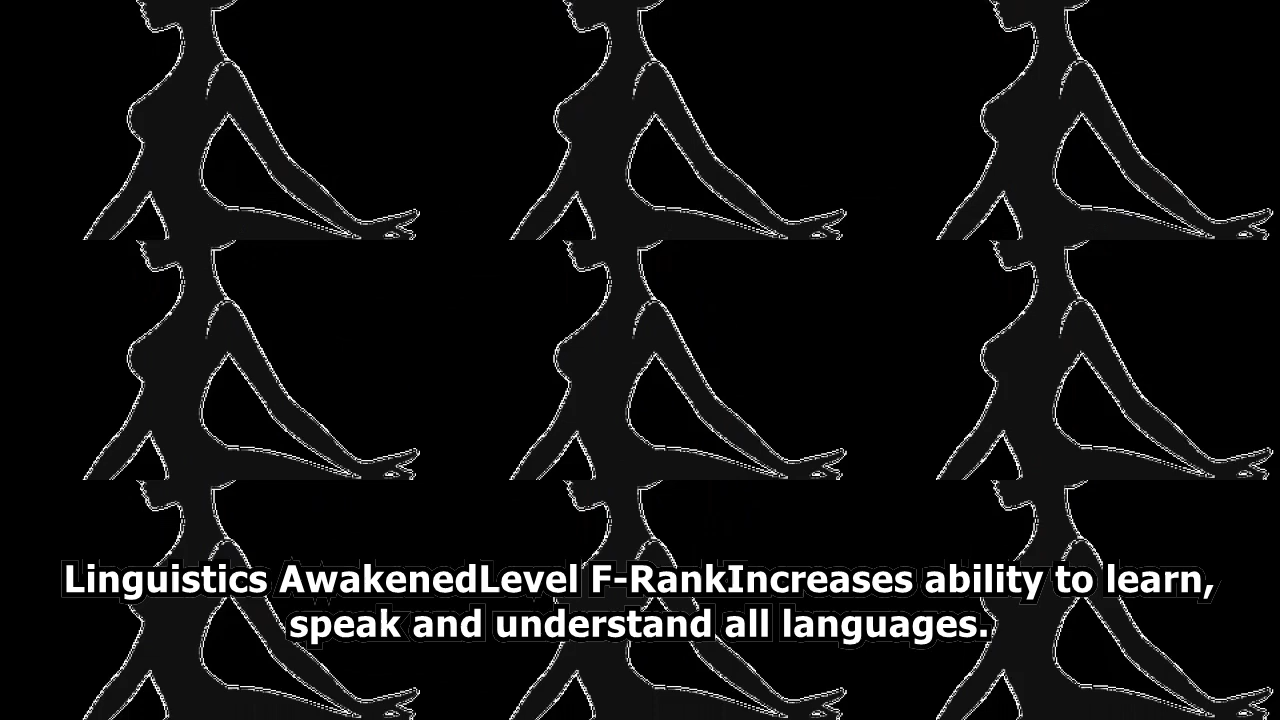 Linguistics AwakenedLevel F-RankIncreases ability to learn,
speak and understand all languages.